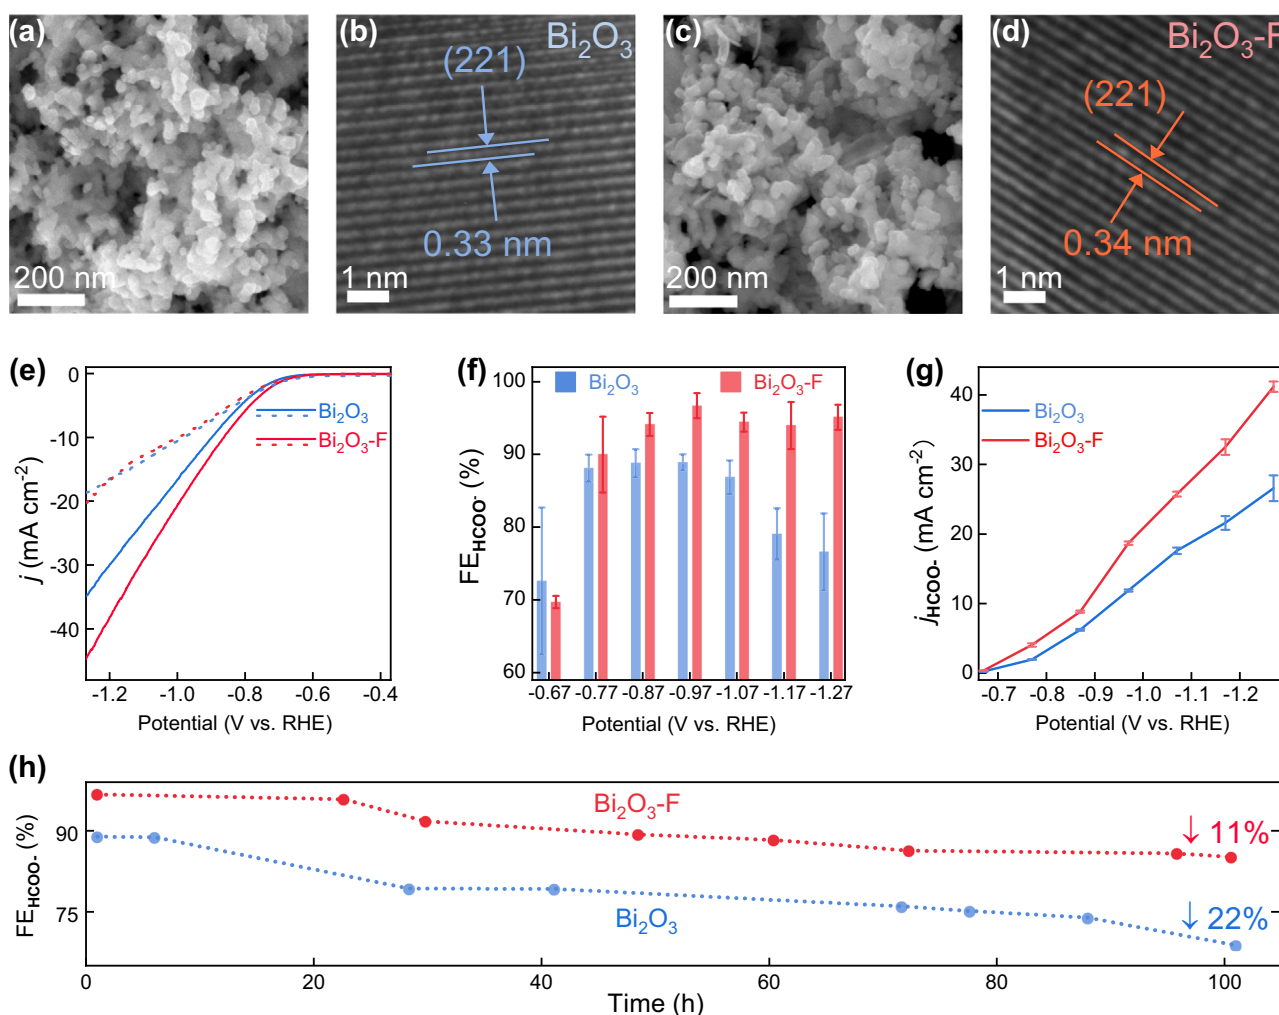 (a)
200 nm
(b)
Bi₂O₃
(221)
0.33 nm
1 nm
(c)
200 nm
(d)
Bi₂O₃-F
(221)
0.34 nm
1 nm
(e)
0
-10
-20
-30
-40
j (mA cm⁻²)
Bi₂O₃
Bi₂O₃-F
-1.2 -1.0 -0.8 -0.6 -0.4
Potential (V vs. RHE)
(f)
Bi₂O₃ Bi₂O₃-F
100
90
80
70
60
FE_HCOO- (%)
-0.67 -0.77 -0.87 -0.97 -1.07 -1.17 -1.27
Potential (V vs. RHE)
(g)
40
30
20
10
0
j_HCOO- (mA cm⁻²)
Bi₂O₃
Bi₂O₃-F
-0.7 -0.8 -0.9 -1.0 -1.1 -1.2
Potential (V vs. RHE)
(h)
90
75
FE_HCOO- (%)
Bi₂O₃-F
↓ 11%
Bi₂O₃
↓ 22%
0 20 40 60 80 100
Time (h)